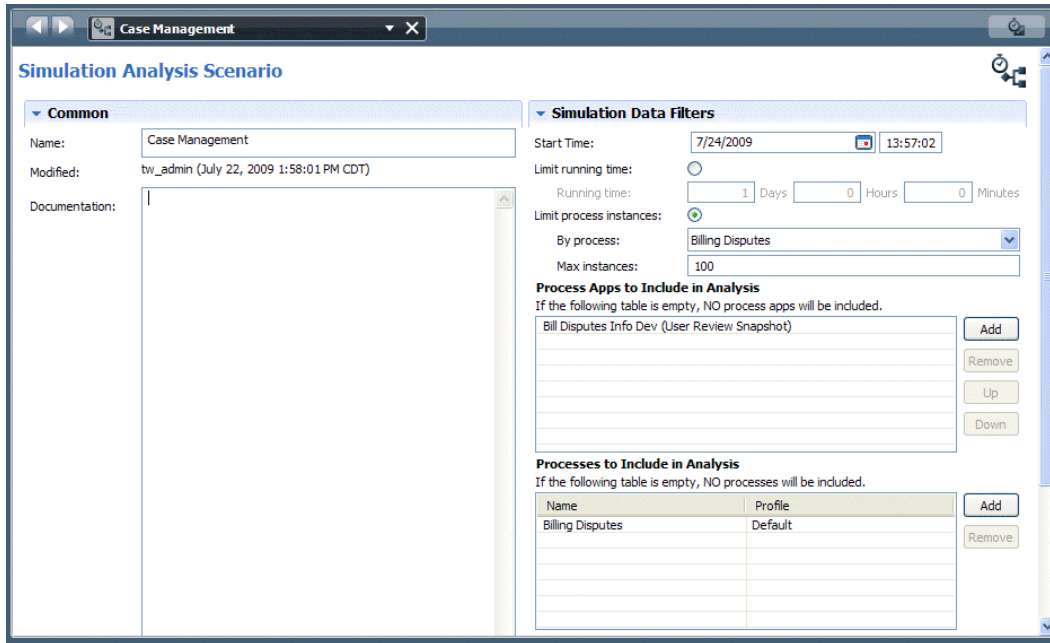 Case Management
Simulation Analysis Scenario
Common
Name: Case Management
Modified: tw_admin (July 22, 2009 1:58:01 PM CDT)
Documentation:
Simulation Data Filters
Start Time: 7/24/2009 13:57:02
Limit running time:
Running time: 1 Days 0 Hours 0 Minutes
Limit process instances:
By process: Billing Disputes
Max instances: 100
Process Apps to Include in Analysis
If the following table is empty, NO process apps will be included.
Bill Disputes Info Dev (User Review Snapshot)
Add
Remove
Up
Down
Processes to Include in Analysis
If the following table is empty, NO processes will be included.
Name Profile
Billing Disputes Default
Add
Remove